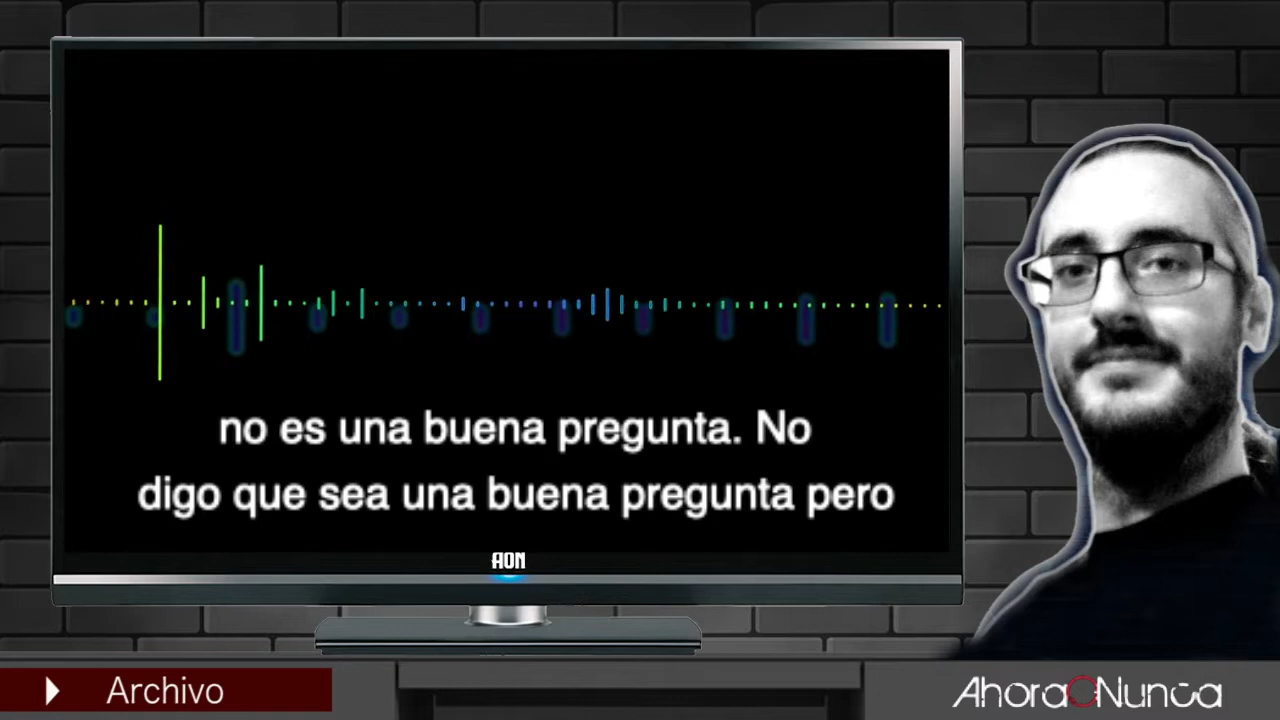 no es una buena pregunta. No
digo que sea una buena pregunta pero
AON
Archivo
AhoraONunca